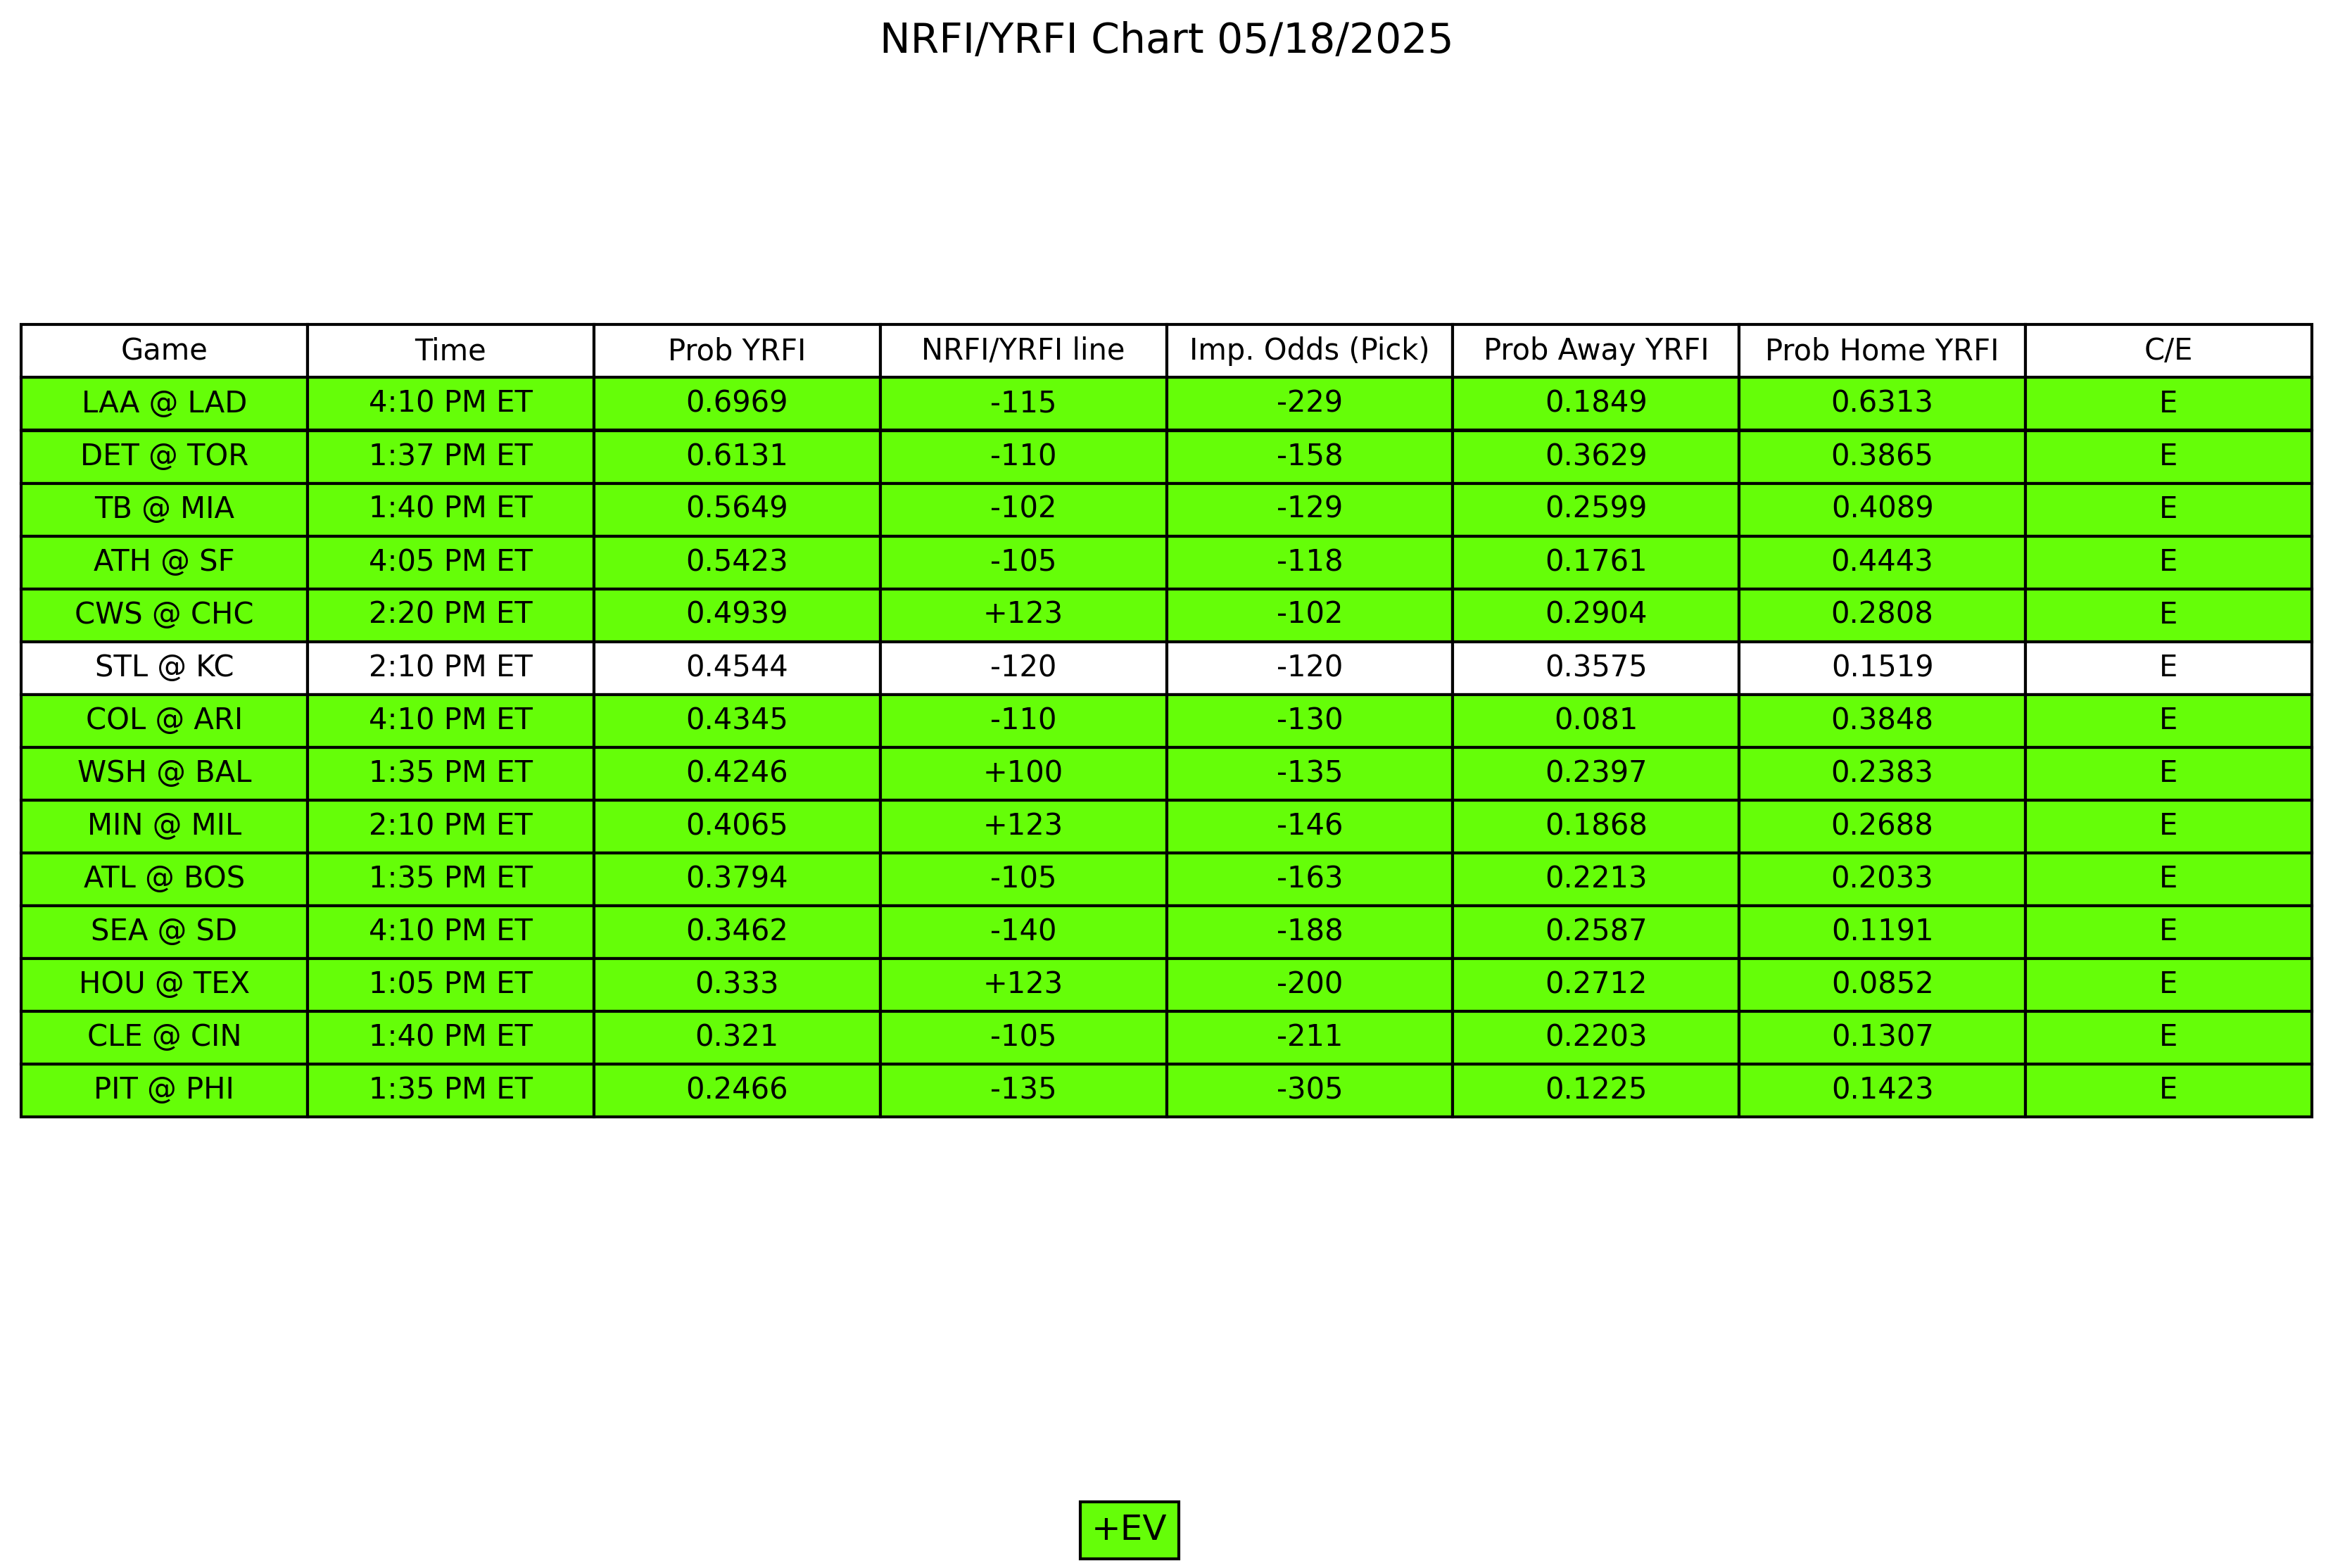 NRFI/YRFI Chart 05/18/2025
Game Time Prob YRFI NRFI/YRFI line Imp. Odds (Pick) Prob Away YRFI Prob Home YRFI C/E
LAA @ LAD 4:10 PM ET 0.6969 -115 -229 0.1849 0.6313 E
DET @ TOR 1:37 PM ET 0.6131 -110 -158 0.3629 0.3865 E
TB @ MIA 1:40 PM ET 0.5649 -102 -129 0.2599 0.4089 E
ATH @ SF 4:05 PM ET 0.5423 -105 -118 0.1761 0.4443 E
CWS @ CHC 2:20 PM ET 0.4939 +123 -102 0.2904 0.2808 E
STL @ KC 2:10 PM ET 0.4544 -120 -120 0.3575 0.1519 E
COL @ ARI 4:10 PM ET 0.4345 -110 -130 0.081 0.3848 E
WSH @ BAL 1:35 PM ET 0.4246 +100 -135 0.2397 0.2383 E
MIN @ MIL 2:10 PM ET 0.4065 +123 -146 0.1868 0.2688 E
ATL @ BOS 1:35 PM ET 0.3794 -105 -163 0.2213 0.2033 E
SEA @ SD 4:10 PM ET 0.3462 -140 -188 0.2587 0.1191 E
HOU @ TEX 1:05 PM ET 0.333 +123 -200 0.2712 0.0852 E
CLE @ CIN 1:40 PM ET 0.321 -105 -211 0.2203 0.1307 E
PIT @ PHI 1:35 PM ET 0.2466 -135 -305 0.1225 0.1423 E
+EV